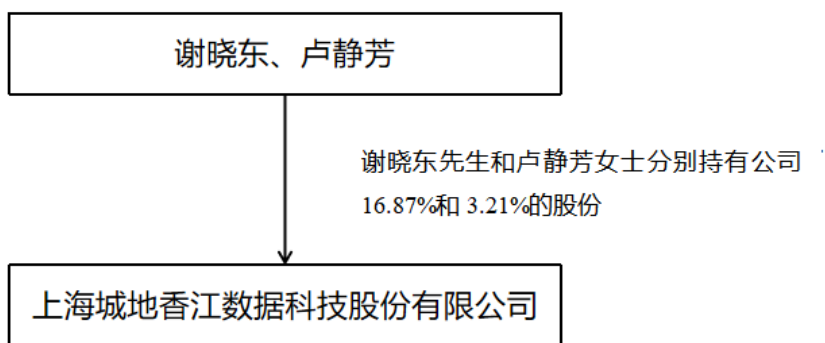 谢晓东、卢静芳
谢晓东先生和卢静芳女士分别持有公司
16.87%和 3.21%的股份
上海城地香江数据科技股份有限公司